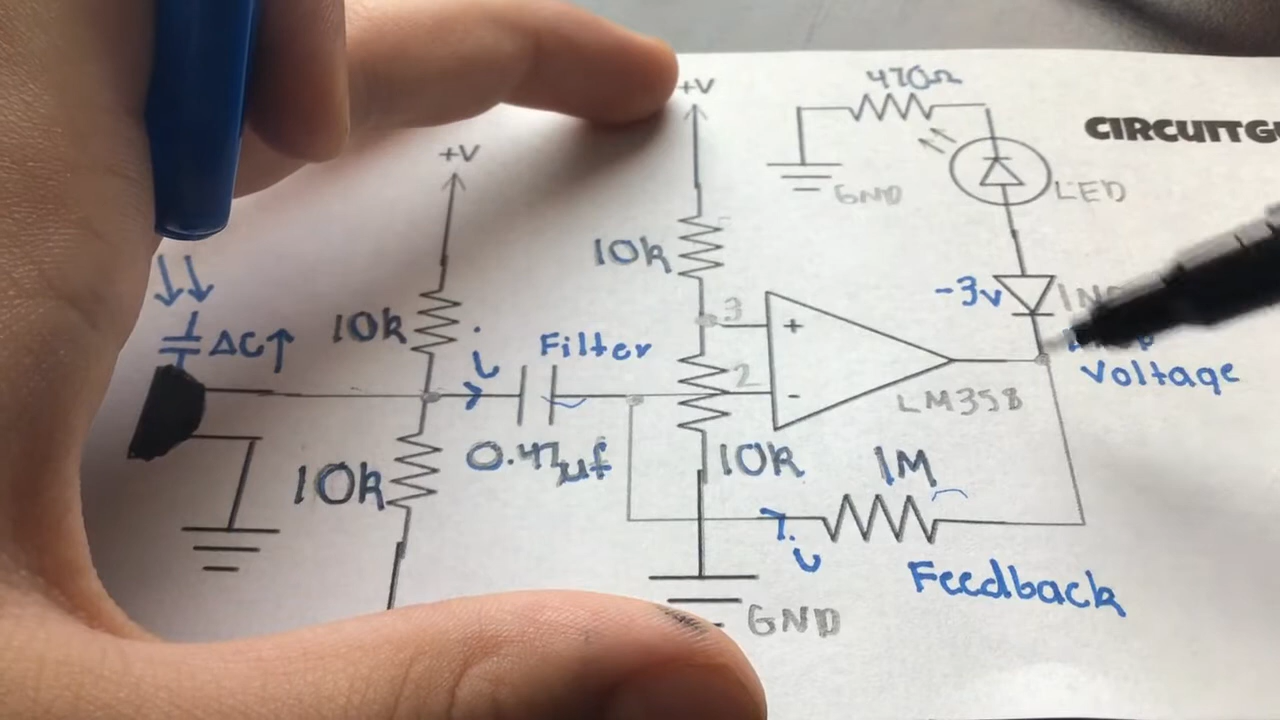 +V
470Ω
CIRCUITG
+V
GND
LED
10k
-3v
10k
ΔC↑
i
3
+
Filter
2
-
Voltage
LM358
10k
0.47µf
10k
1M
i
Feedback
GND